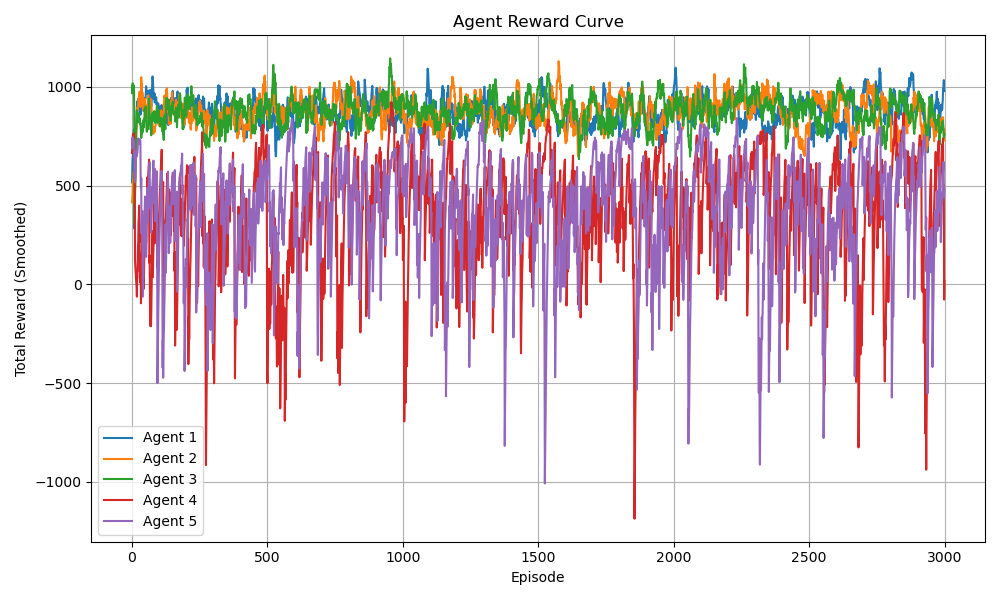 Agent Reward Curve
Total Reward (Smoothed)
1000
500
0
−500
−1000
Agent 1
Agent 2
Agent 3
Agent 4
Agent 5
0
500
1000
1500
2000
2500
3000
Episode